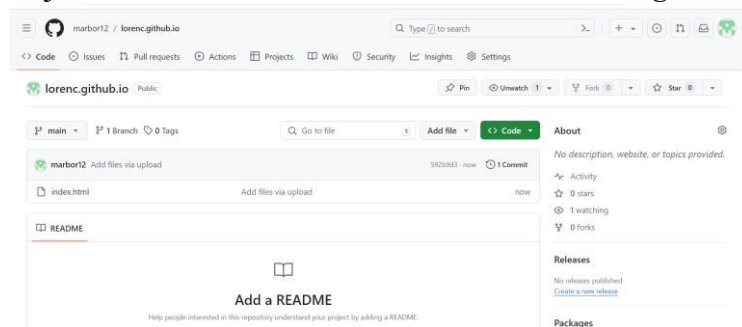 marbor12 / lorenc.github.io
Type / to search
Code Issues Pull requests Actions Projects Wiki Security Insights Settings
lorenc.github.io Public
Pin Unwatch 1 Fork 0 Star 0
main 1 Branch 0 Tags Go to file t Add file Code
marbor12 Add files via upload 592b9d3 · now 1 Commit
index.html Add files via upload now
README
Add a README
Help people interested in this repository understand your project by adding a README.
About
No description, website, or topics provided.
Activity
0 stars
1 watching
0 forks
Releases
No releases published
Create a new release
Packages